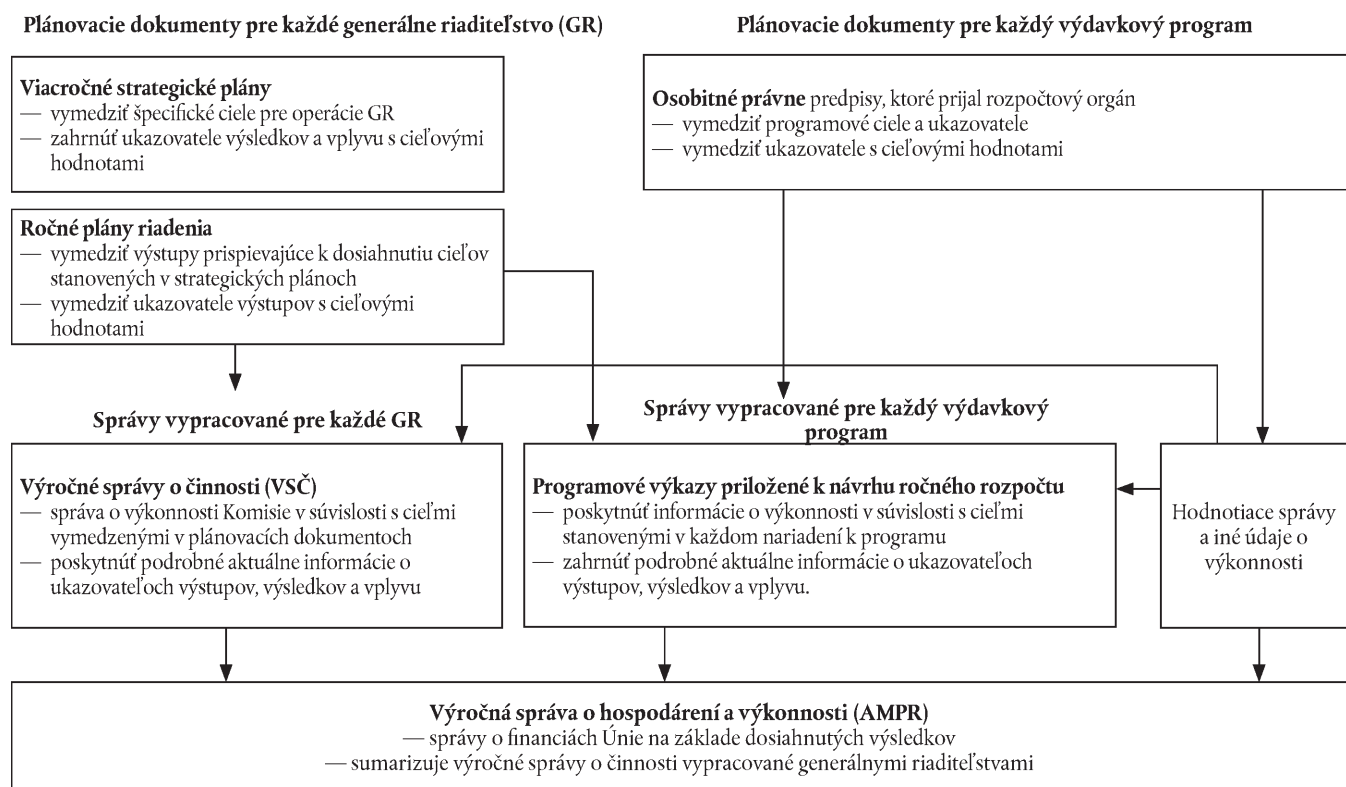 Plánovacie dokumenty pre každé generálne riaditeľstvo (GR)
Viacročné strategické plány
— vymedziť špecifické ciele pre operácie GR
— zahrnúť ukazovatele výsledkov a vplyvu s cieľovými
hodnotami
Ročné plány riadenia
— vymedziť výstupy prispievajúce k dosiahnutiu cieľov
stanovených v strategických plánoch
— vymedziť ukazovatele výstupov s cieľovými
hodnotami
Plánovacie dokumenty pre každý výdavkový program
Osobitné právne predpisy, ktoré prijal rozpočtový orgán
— vymedziť programové ciele a ukazovatele
— vymedziť ukazovatele s cieľovými hodnotami
Správy vypracované pre každé GR
Výročné správy o činnosti (VSČ)
— správa o výkonnosti Komisie v súvislosti s cieľmi
vymedzenými v plánovacích dokumentoch
— poskytnúť podrobné aktuálne informácie o
ukazovateľoch výstupov, výsledkov a vplyvu
Správy vypracované pre každý výdavkový
program
Programové výkazy priložené k návrhu ročného rozpočtu
— poskytnúť informácie o výkonnosti v súvislosti s cieľmi
stanovenými v každom nariadení k programu
— zahrnúť podrobné aktuálne informácie o ukazovateľoch
výstupov, výsledkov a vplyvu.
Hodnotiace správy
a iné údaje o
výkonnosti
Výročná správa o hospodárení a výkonnosti (AMPR)
— správy o financiách Únie na základe dosiahnutých výsledkov
— sumarizuje výročné správy o činnosti vypracované generálnymi riaditeľstvami